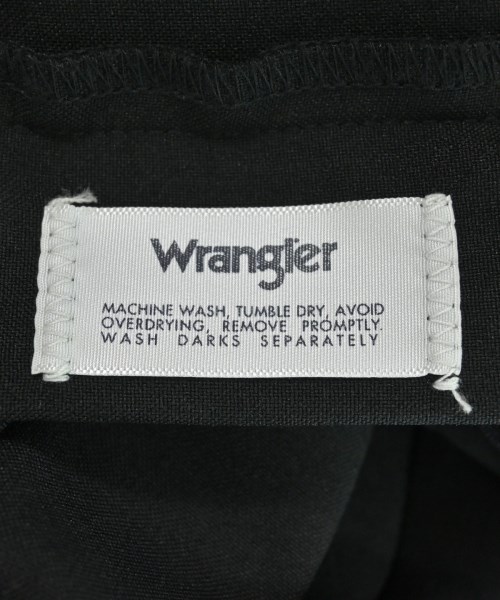 Wrangler
MACHINE WASH, TUMBLE DRY, AVOID
OVERDRYING, REMOVE PROMPTLY.
WASH DARKS SEPARATELY